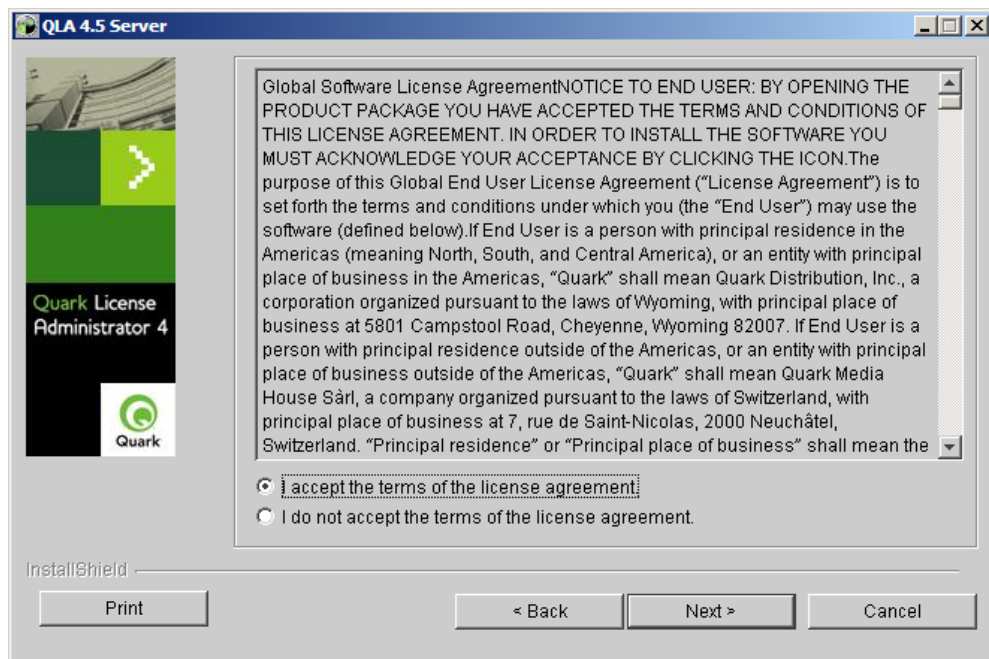 QLA 4.5 Server
Global Software License AgreementNOTICE TO END USER: BY OPENING THE
PRODUCT PACKAGE YOU HAVE ACCEPTED THE TERMS AND CONDITIONS OF
THIS LICENSE AGREEMENT. IN ORDER TO INSTALL THE SOFTWARE YOU
MUST ACKNOWLEDGE YOUR ACCEPTANCE BY CLICKING THE ICON.The
purpose of this Global End User License Agreement (“License Agreement”) is to
set forth the terms and conditions under which you (the “End User”) may use the
software (defined below).If End User is a person with principal residence in the
Americas (meaning North, South, and Central America), or an entity with principal
place of business in the Americas, “Quark” shall mean Quark Distribution, Inc., a
corporation organized pursuant to the laws of Wyoming, with principal place of
business at 5801 Campstool Road, Cheyenne, Wyoming 82007. If End User is a
person with principal residence outside of the Americas, or an entity with principal
place of business outside of the Americas, “Quark” shall mean Quark Media
House Sàrl, a company organized pursuant to the laws of Switzerland, with
principal place of business at 7, rue de Saint-Nicolas, 2000 Neuchâtel,
Switzerland. “Principal residence” or “Principal place of business” shall mean the
Quark License
Administrator 4
Quark
I accept the terms of the license agreement.
I do not accept the terms of the license agreement.
InstallShield
Print
< Back
Next >
Cancel